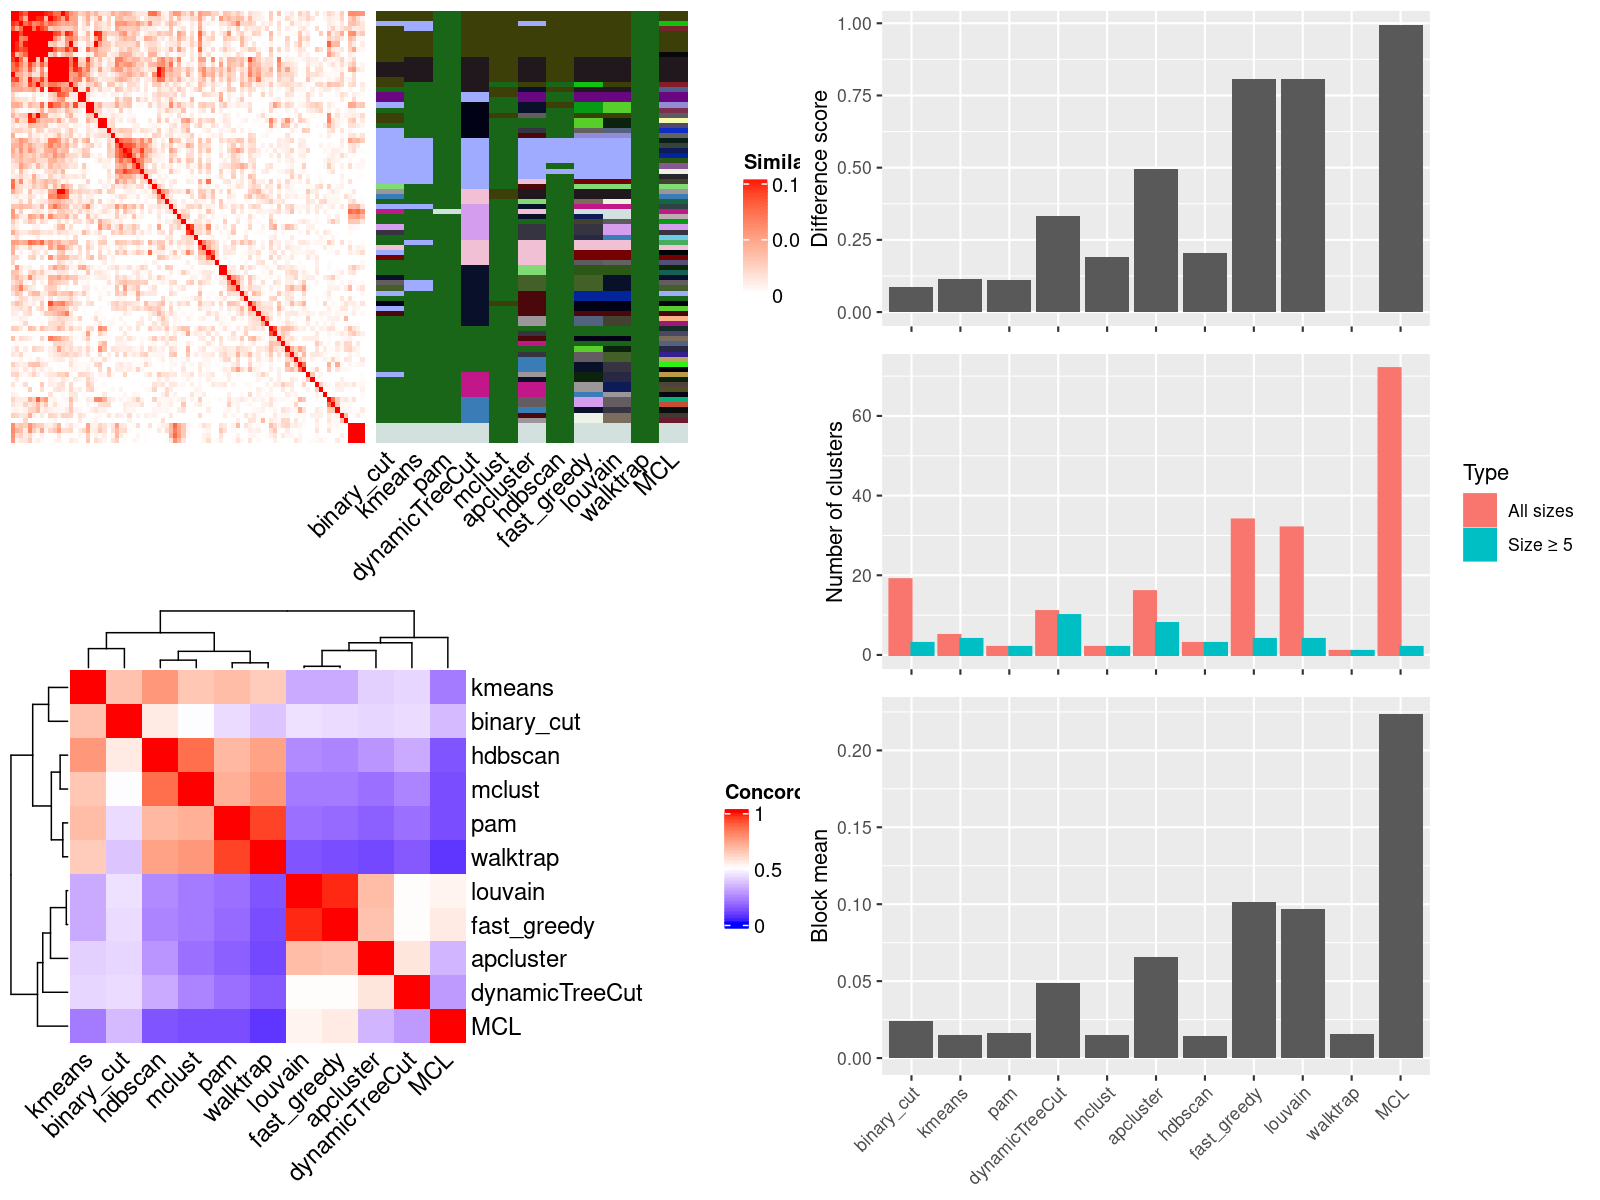 Simila
0.1
0.0
0
binary_cut
kmeans
pam
dynamicTreeCut
mclust
apcluster
hdbscan
fast_greedy
louvain
walktrap
MCL
kmeans
binary_cut
hdbscan
mclust
pam
walktrap
louvain
fast_greedy
apcluster
dynamicTreeCut
MCL
Concord
1
0.5
0
kmeans
binary_cut
hdbscan
mclust
pam
walktrap
louvain
fast_greedy
apcluster
dynamicTreeCut
MCL
Difference score
1.00
0.75
0.50
0.25
0.00
Number of clusters
60
40
20
0
Type
All sizes
Size ≥ 5
Block mean
0.20
0.15
0.10
0.05
0.00
binary_cut
kmeans
pam
dynamicTreeCut
mclust
apcluster
hdbscan
fast_greedy
louvain
walktrap
MCL